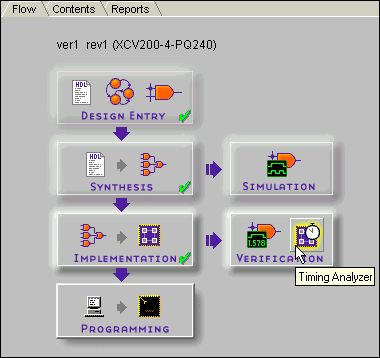 Flow Contents Reports
ver1 rev1 (XCV200-4-PQ240)
HDL
DESIGN ENTRY
HDL
SYNTHESIS
SIMULATION
1.578
IMPLEMENTATION
VERIFICATION
Timing Analyzer
PROGRAMMING